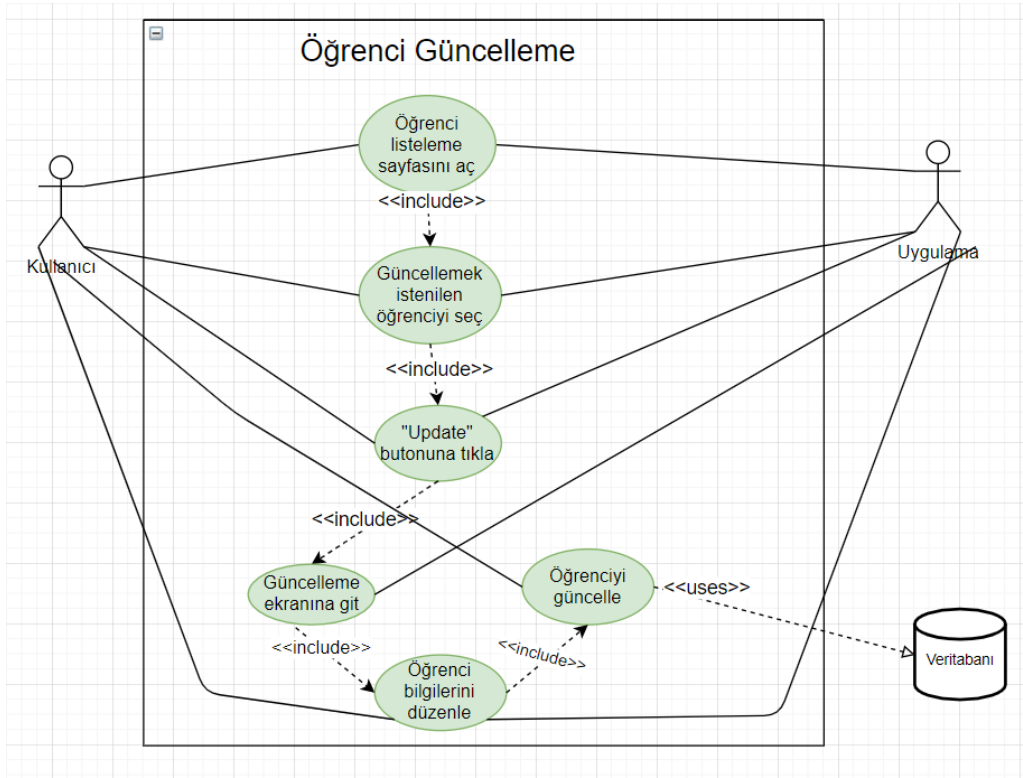 Öğrenci Güncelleme
Öğrenci
listeleme
sayfasını aç
<<include>>
Kullanıcı
Uygulama
Güncellemek
istenilen
öğrenciyi seç
<<include>>
"Update"
butonuna tıkla
<<include>>
Güncelleme
ekranına git
Öğrenciyi
güncelle
<<uses>>
<<include>>
<<include>>
Veritabanı
Öğrenci
bilgilerini
düzenle